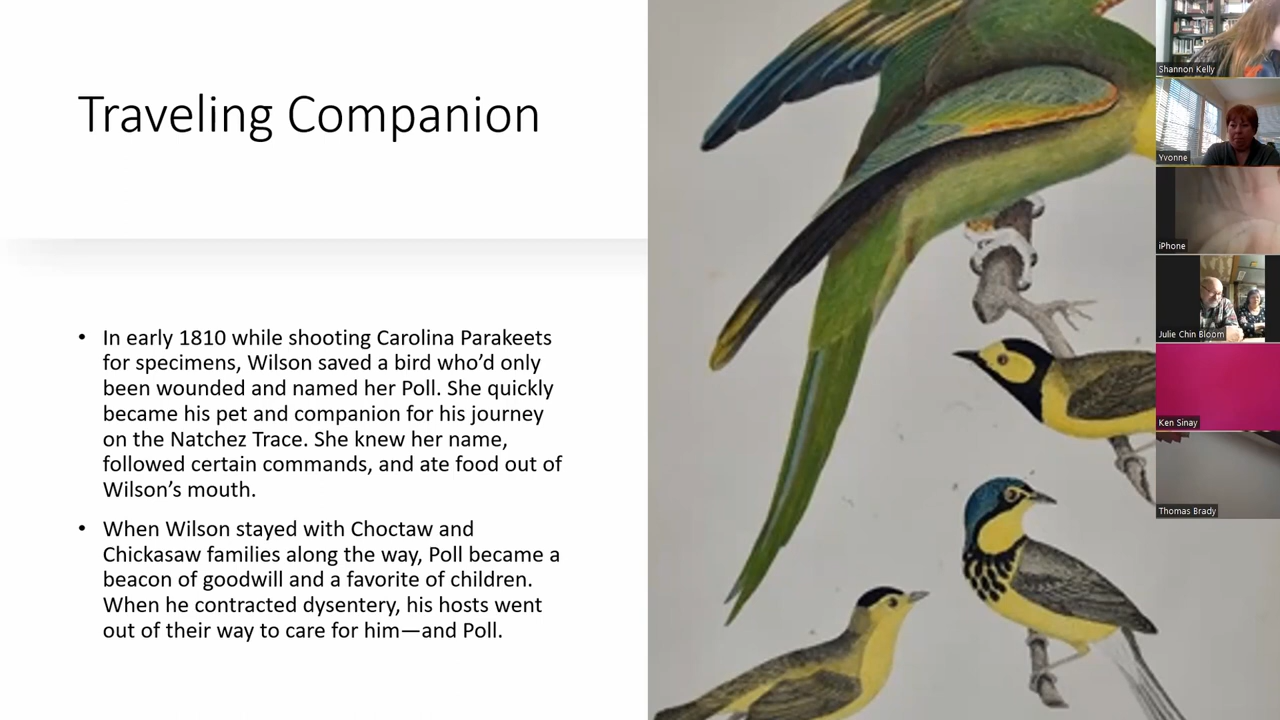 Traveling Companion
• In early 1810 while shooting Carolina Parakeets
for specimens, Wilson saved a bird who’d only
been wounded and named her Poll. She quickly
became his pet and companion for his journey
on the Natchez Trace. She knew her name,
followed certain commands, and ate food out of
Wilson’s mouth.
• When Wilson stayed with Choctaw and
Chickasaw families along the way, Poll became a
beacon of goodwill and a favorite of children.
When he contracted dysentery, his hosts went
out of their way to care for him—and Poll.
Shannon Kelly
Yvonne
iPhone
Julie Chin Bloom
Ken Sinay
Thomas Brady